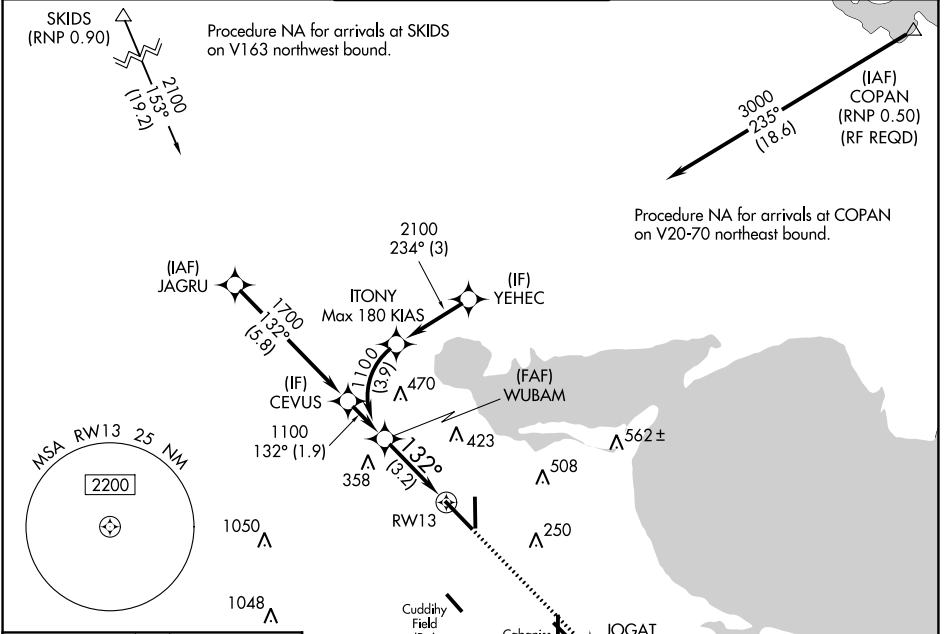 SKIDS
(RNP 0.90)
Procedure NA for arrivals at SKIDS
on V163 northwest bound.
2100
153°
(19.2)
(IAF)
COPAN
(RNP 0.50)
(RF REQD)
3000
235°
(18.6)
Procedure NA for arrivals at COPAN
on V20-70 northeast bound.
2100
234° (3)
(IAF)
JAGRU
ITONY
Max 180 KIAS
(IF)
YEHEC
1700
132°
(5.8)
1100
(3.9)
(IF)
CEVUS
470
(FAF)
WUBAM
1100
132° (1.9)
423
562 ±
132°
(3.2)
358
508
MSA RW13 25 NM
2200
RW13
1050
250
1048
Cuddihy
Field
JOGAT